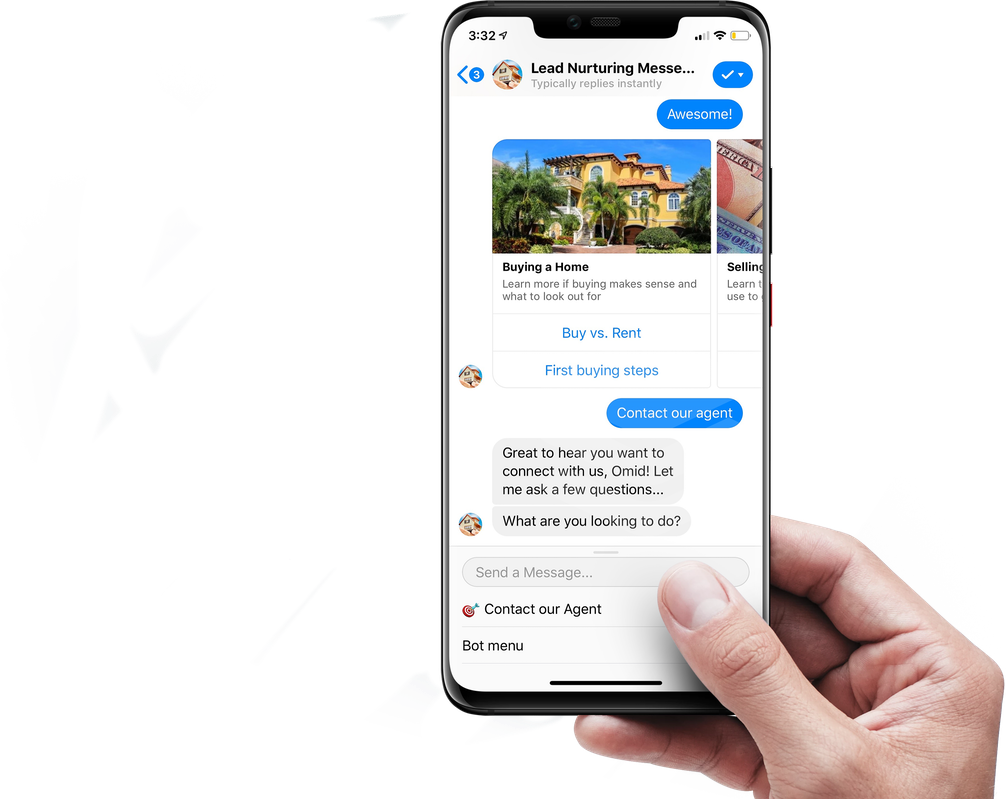 3:32
3
Lead Nurturing Messe...
Typically replies instantly
Awesome!
Buying a Home
Learn more if buying makes sense and
what to look out for
Buy vs. Rent
First buying steps
Selling
Learn
use to
Contact our agent
Great to hear you want to
connect with us, Omid! Let
me ask a few questions...
What are you looking to do?
Send a Message...
Contact our Agent
Bot menu